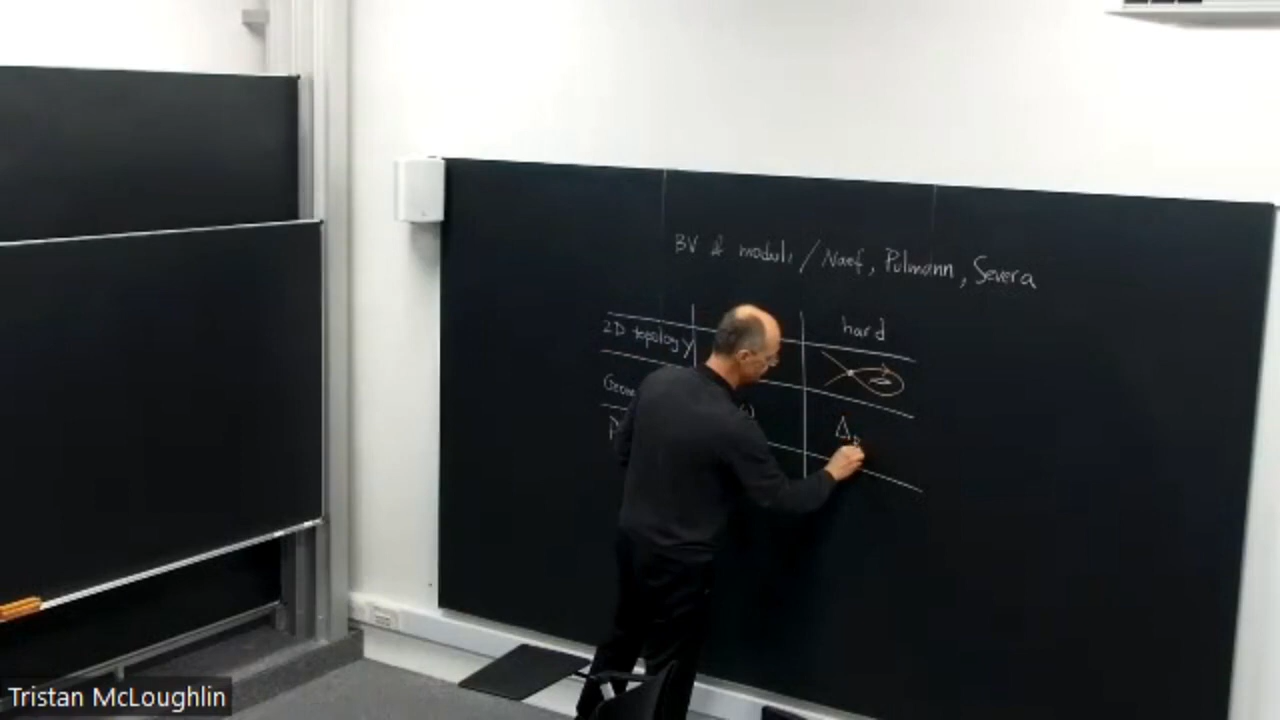 BV & moduli / Naef, Pulmann, Severa
hard
2D topology
Geom
Δ
Tristan McLoughlin